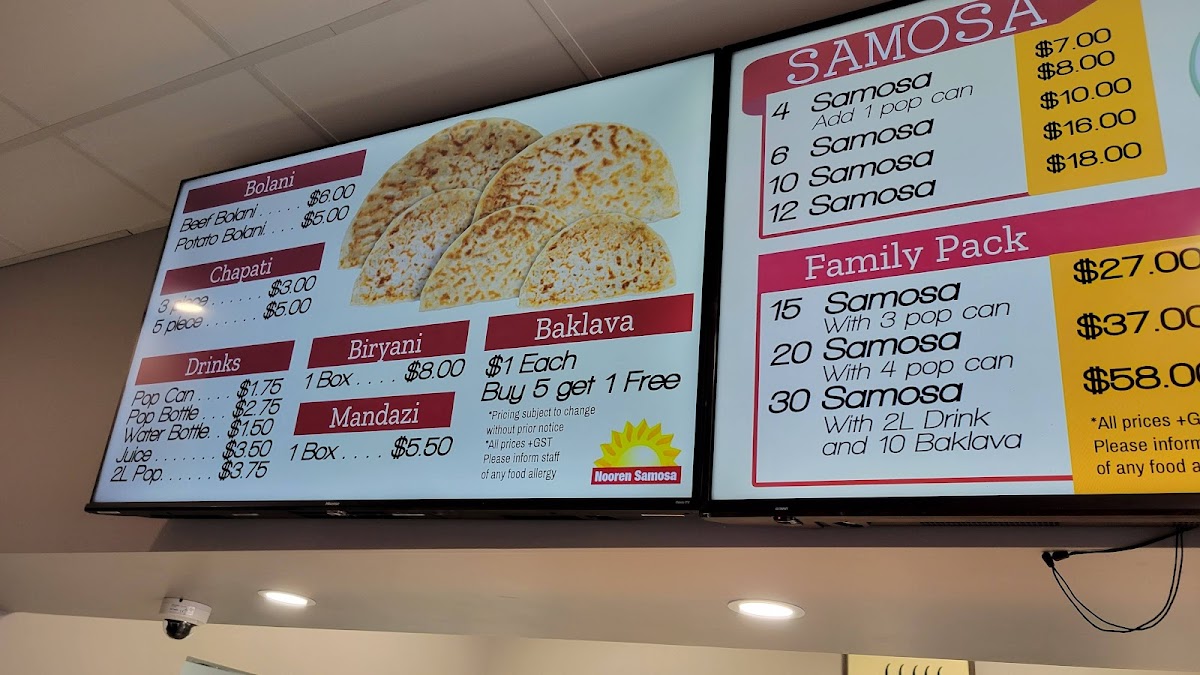 Bolani
Beef Bolani . . . . . $6.00
Potato Bolani. . . . $5.00
Chapati
3 piece . . . . . . . $3.00
5 piece . . . . . . . $5.00
Drinks
Pop Can . . . . $1.75
Pop Bottle . . . $2.75
Water Bottle. . $1.50
Juice . . . . . . . . $3.50
2L Pop. . . . . . $3.75
Biryani
1 Box . . . . $8.00
Mandazi
1 Box . . . . $5.50
Baklava
$1 Each
Buy 5 get 1 Free
*Pricing subject to change
without prior notice
*All prices +GST
Please inform staff
of any food allergy
Nooren Samosa
SAMOSA
4 Samosa $7.00
Add 1 pop can $8.00
6 Samosa $10.00
10 Samosa $16.00
12 Samosa $18.00
Family Pack
15 Samosa $27.00
With 3 pop can
20 Samosa $37.00
With 4 pop can
30 Samosa $58.00
With 2L Drink
and 10 Baklava
*All prices +G
Please inform
of any food a